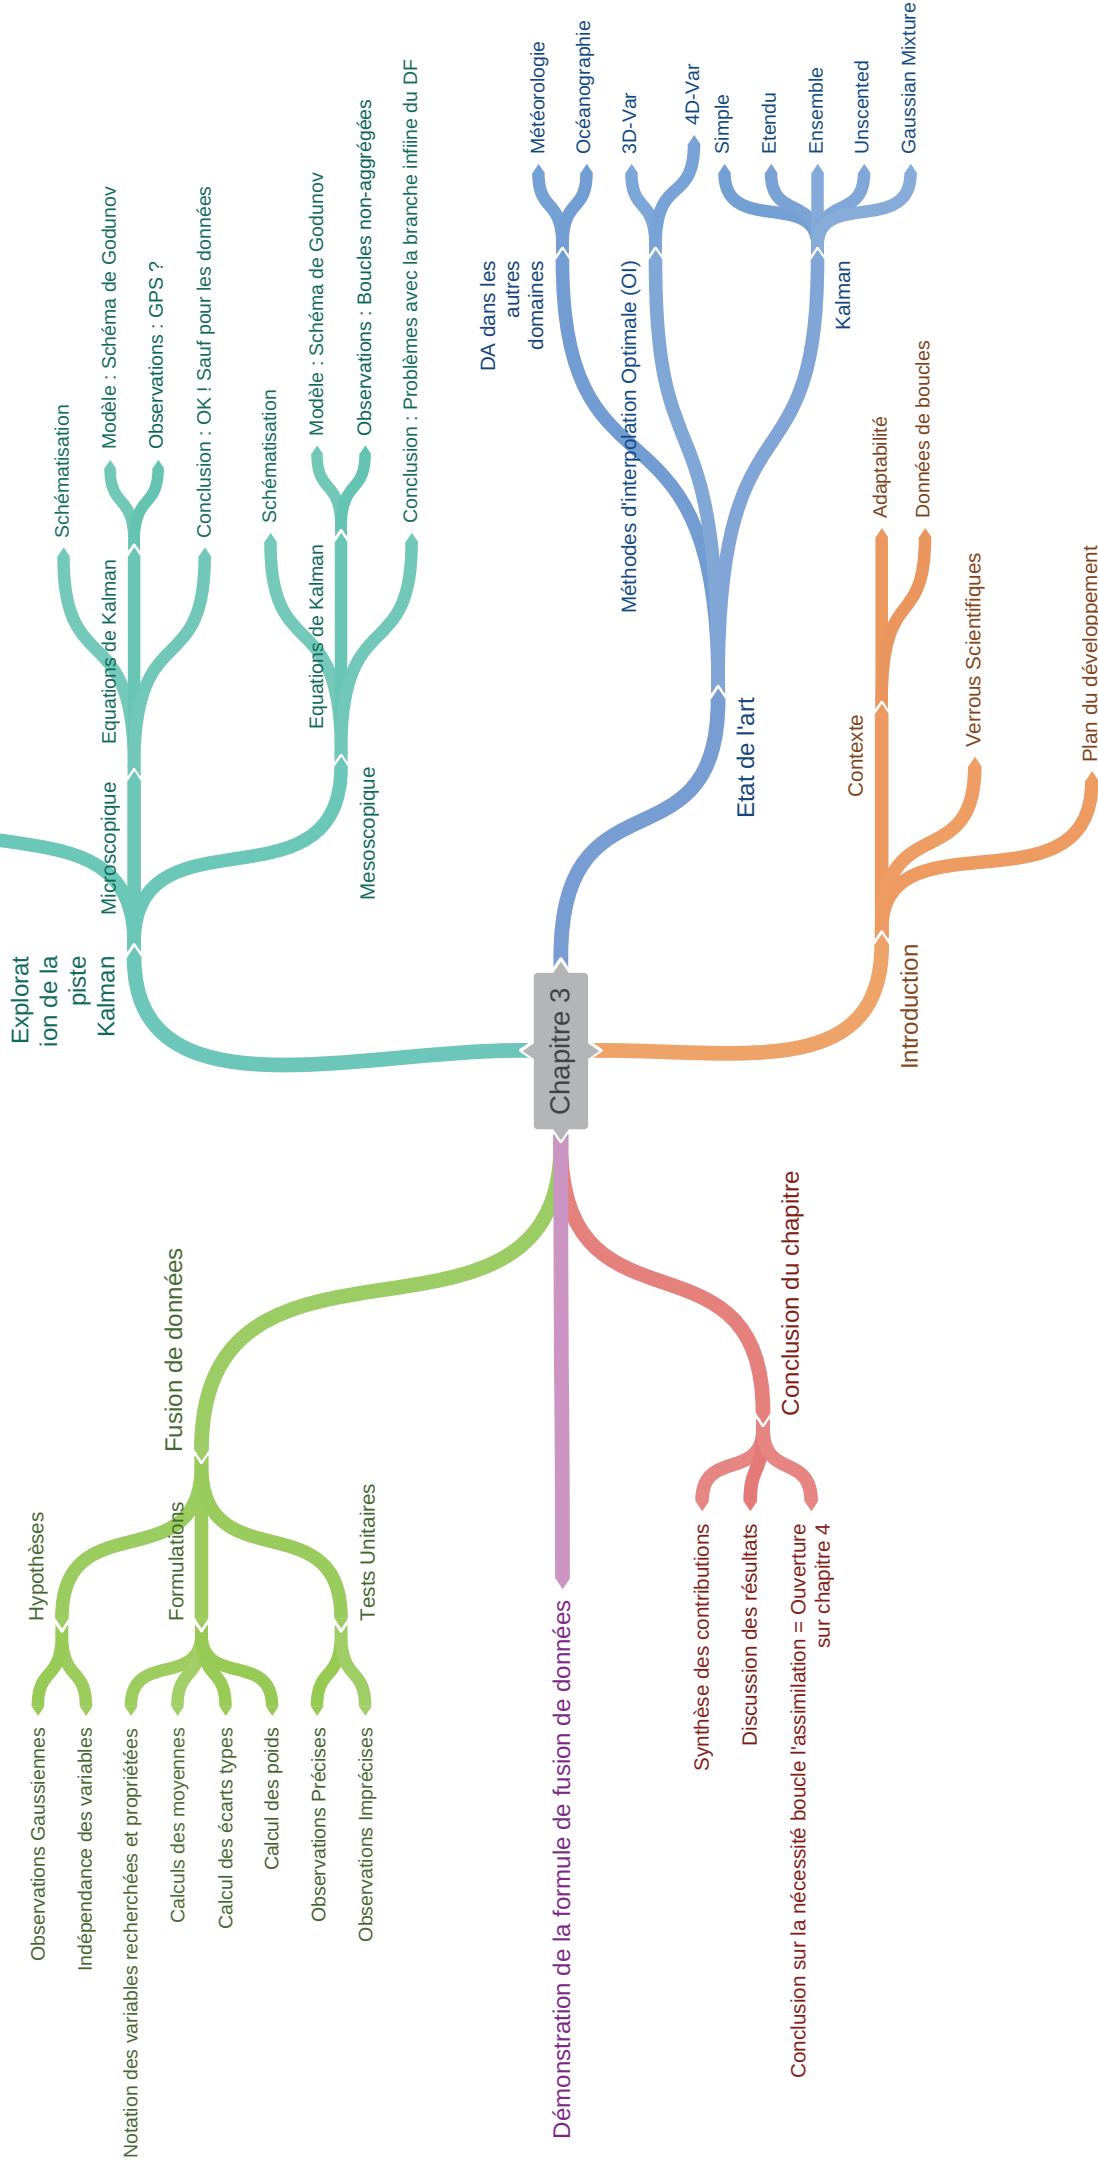 Chapitre 3
Introduction
Contexte
Adaptabilité
Données de boucles
Verrous Scientifiques
Plan du développement
Etat de l'art
DA dans les
autres
domaines
Météorologie
Océanographie
Méthodes d'interpolation Optimale (OI)
3D-Var
4D-Var
Kalman
Simple
Etendu
Ensemble
Unscented
Gaussian Mixture
Explorat
ion de la
piste
Kalman
Microscopique
Schématisation
Equations de Kalman
Modèle : Schéma de Godunov
Observations : GPS ?
Conclusion : OK ! Sauf pour les données
Mesoscopique
Schématisation
Equations de Kalman
Modèle : Schéma de Godunov
Observations : Boucles non-aggrégées
Conclusion : Problèmes avec la branche infiine du DF
Fusion de données
Hypothèses
Observations Gaussiennes
Indépendance des variables
Formulations
Notation des variables recherchées et propriétées
Calculs des moyennes
Calcul des écarts types
Calcul des poids
Tests Unitaires
Observations Précises
Observations Imprécises
Démonstration de la formule de fusion de données
Conclusion du chapitre
Synthèse des contributions
Discussion des résultats
Conclusion sur la nécessité boucle l'assimilation = Ouverture
sur chapitre 4